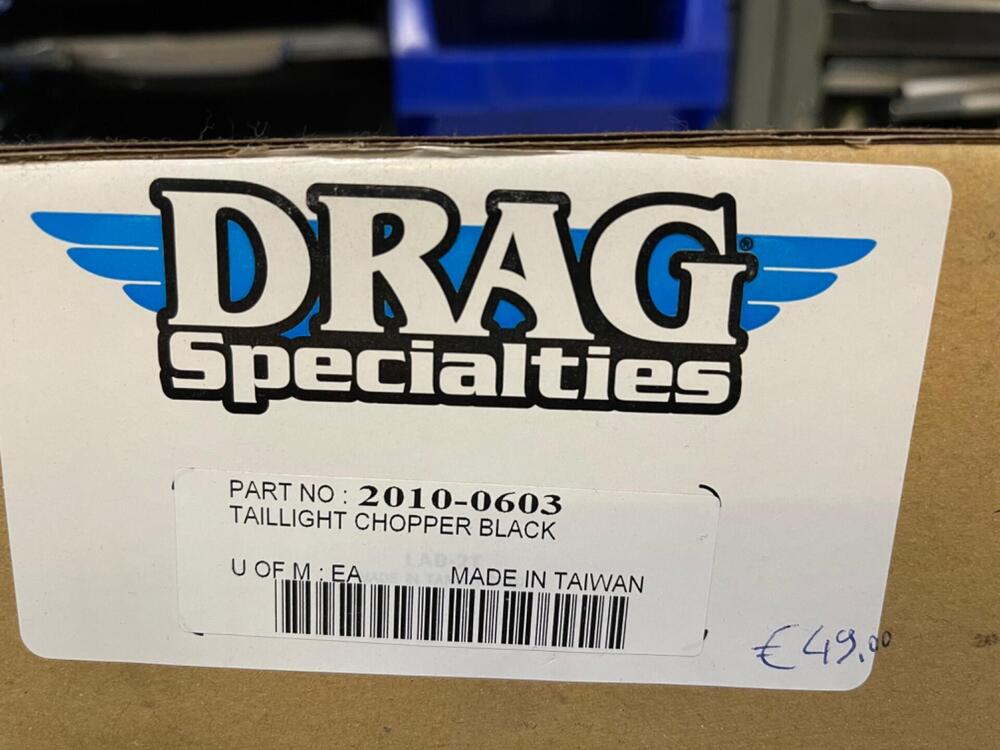 DRAG®
Specialties
PART NO : 2010-0603
TAILLIGHT CHOPPER BLACK
U OF M : EA MADE IN TAIWAN
€ 49,00